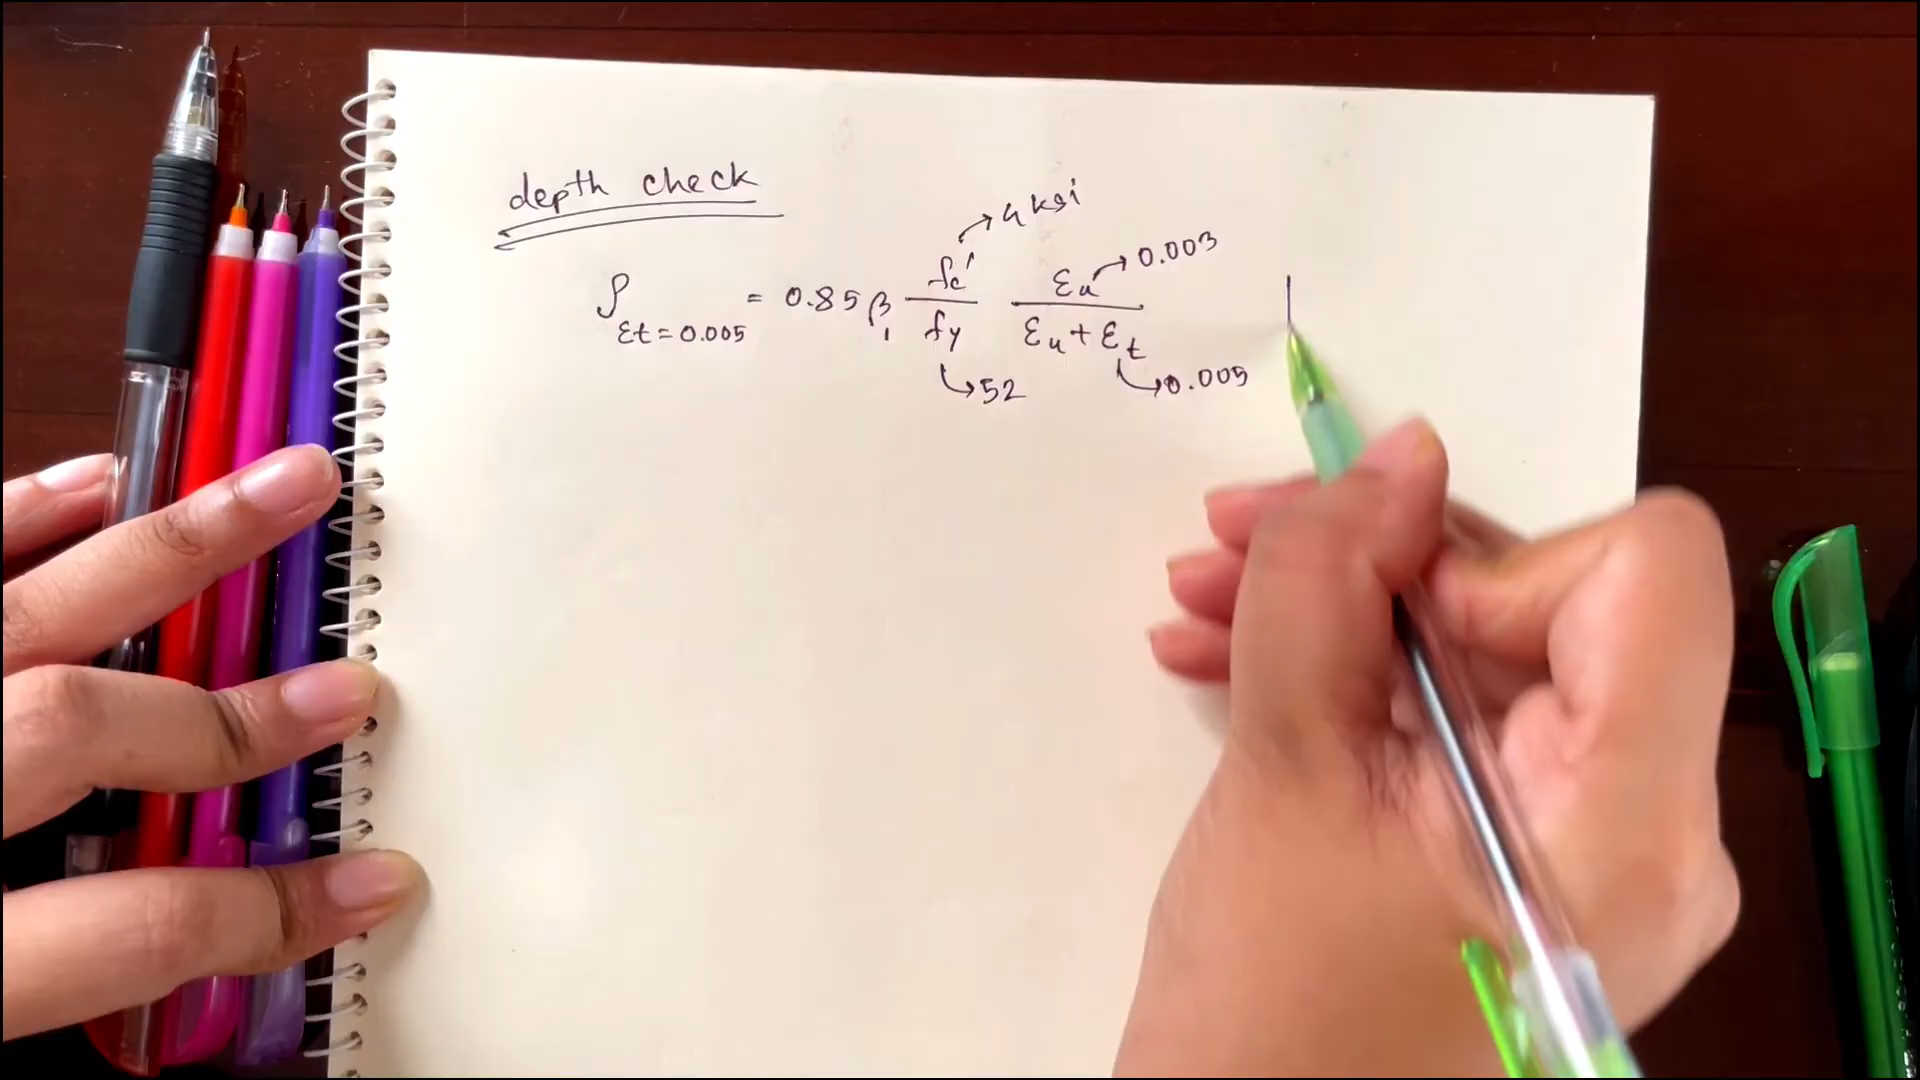 depth check
ρ εt = 0.005 = 0.85 β1 fc' / fy εu / εu + εt
→ 4 ksi
→ 0.003
→ 52
→ 0.005